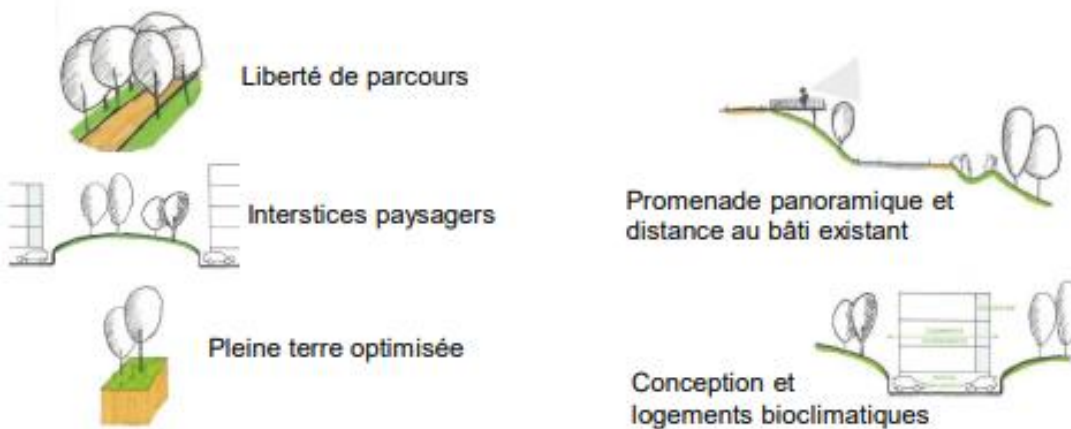 Liberté de parcours
Interstices paysagers
Pleine terre optimisée
Promenade panoramique et
distance au bâti existant
Conception et
logements bioclimatiques